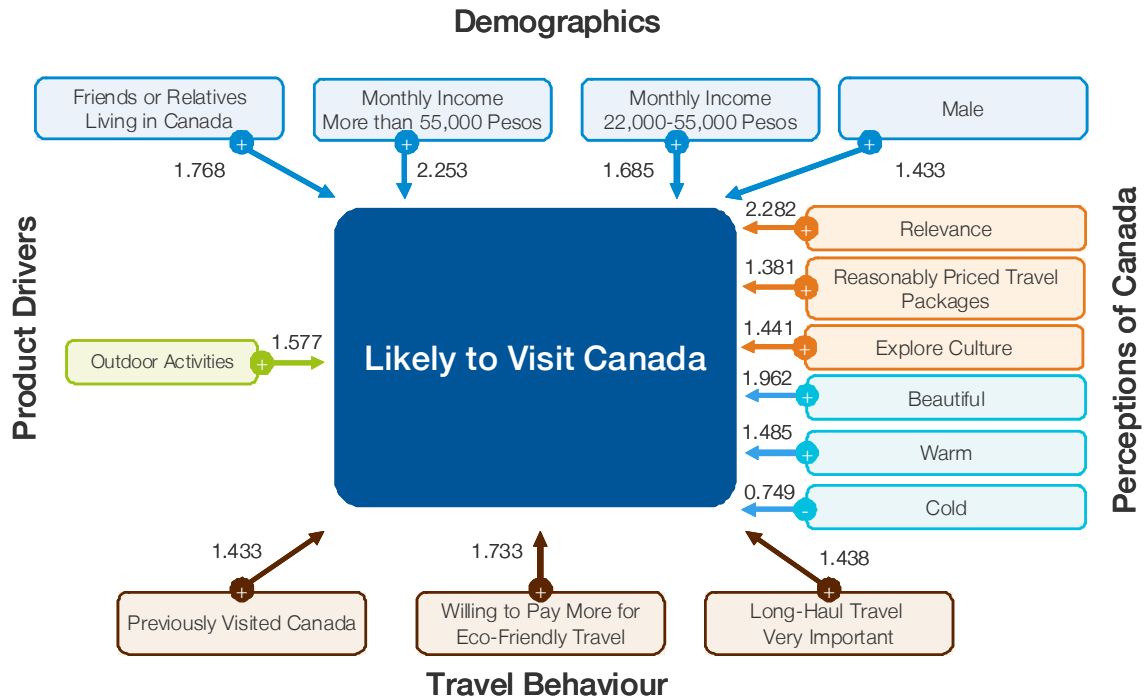 Demographics
Friends or Relatives
Living in Canada
Monthly Income
More than 55,000 Pesos
Monthly Income
22,000-55,000 Pesos
Male
+
+
+
+
1.768
2.253
1.685
1.433
Product Drivers
Outdoor Activities
+
1.577
Likely to Visit Canada
2.282
+
Relevance
1.381
+
Reasonably Priced Travel
Packages
1.441
+
Explore Culture
1.962
+
Beautiful
1.485
+
Warm
0.749
-
Cold
Perceptions of Canada
1.433
1.733
1.438
+
+
+
Previously Visited Canada
Willing to Pay More for
Eco-Friendly Travel
Long-Haul Travel
Very Important
Travel Behaviour